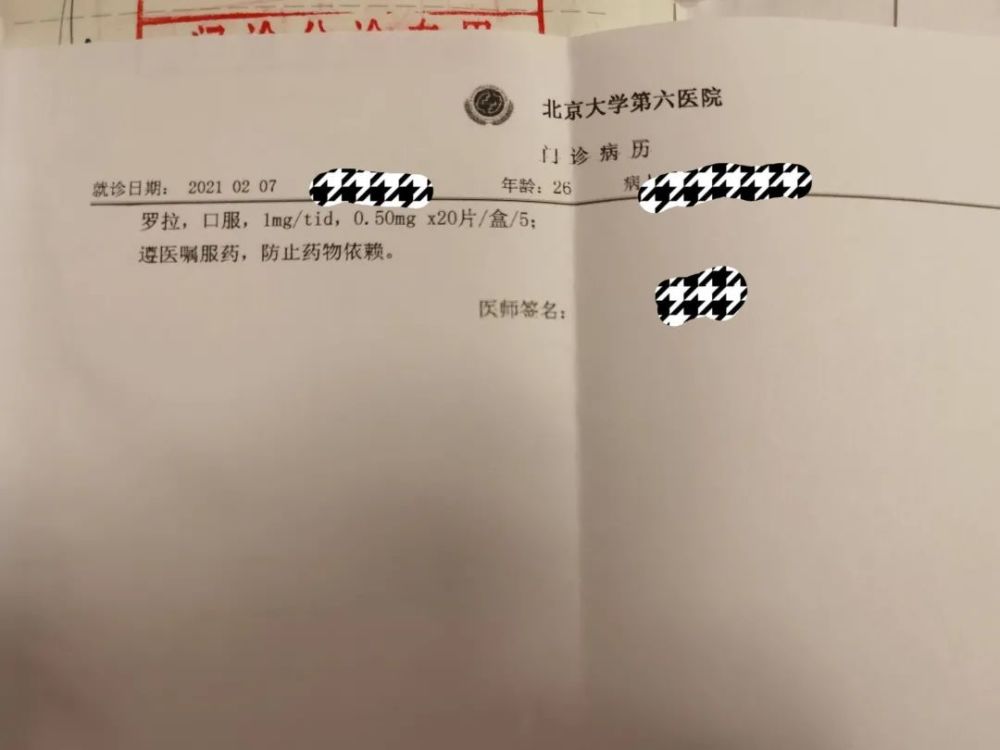 北京大学第六医院
门诊病历
就诊日期： 2021 02 07 年龄：26 病
罗拉，口服，1mg/tid，0.50mg x20片/盒/5；
遵医嘱服药，防止药物依赖。
医师签名：